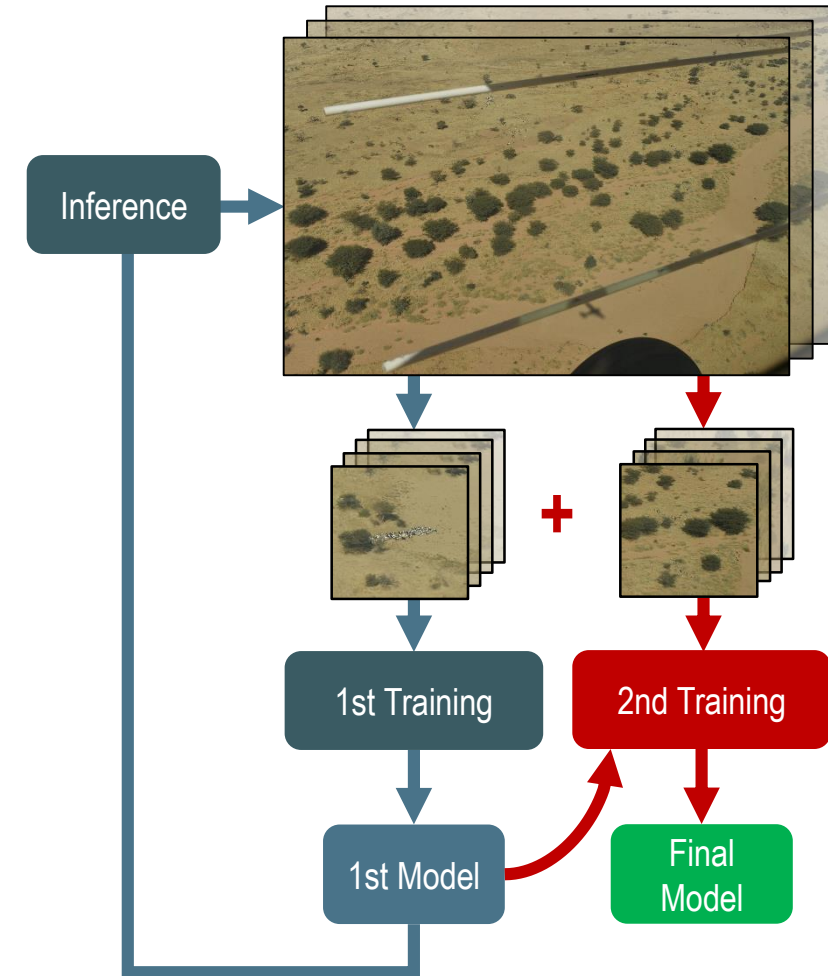 Inference
+
1st Training
2nd Training
1st Model
Final
Model